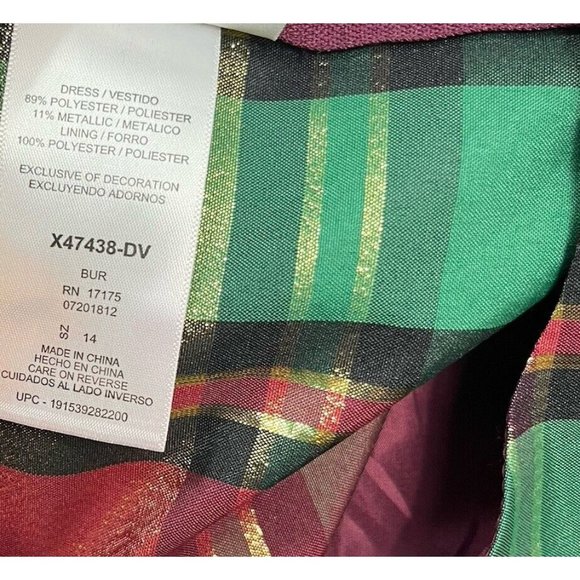 DRESS / VESTIDO
89% POLYESTER / POLIESTER
11% METALLIC / METALICO
LINING / FORRO
100% POLYESTER / POLIESTER
EXCLUSIVE OF DECORATION
EXCLUYENDO ADORNOS
X47438-DV
BUR
RN 17175
07201812
SZ 14
MADE IN CHINA
HECHO EN CHINA
CARE ON REVERSE
CUIDADOS AL LADO INVERSO
UPC - 191539282200